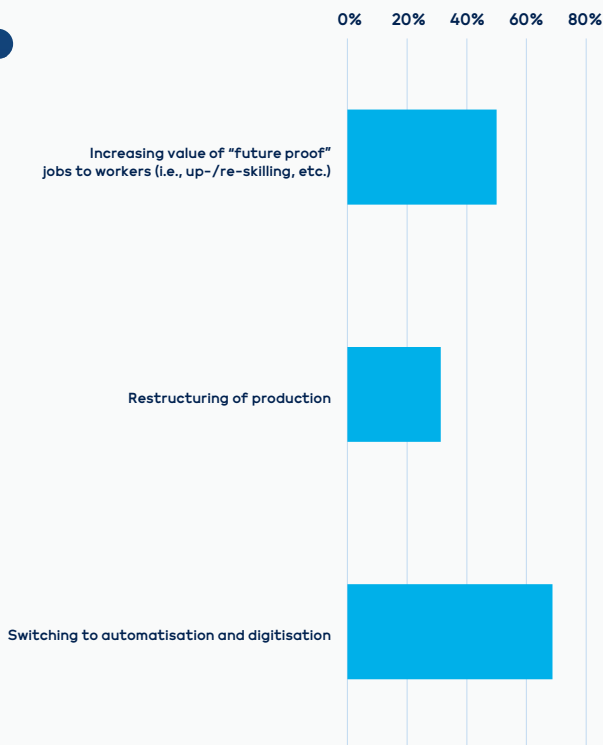 0% 20% 40% 60% 80%
Increasing value of “future proof”
jobs to workers (i.e., up-/re-skilling, etc.)
Restructuring of production
Switching to automatisation and digitisation